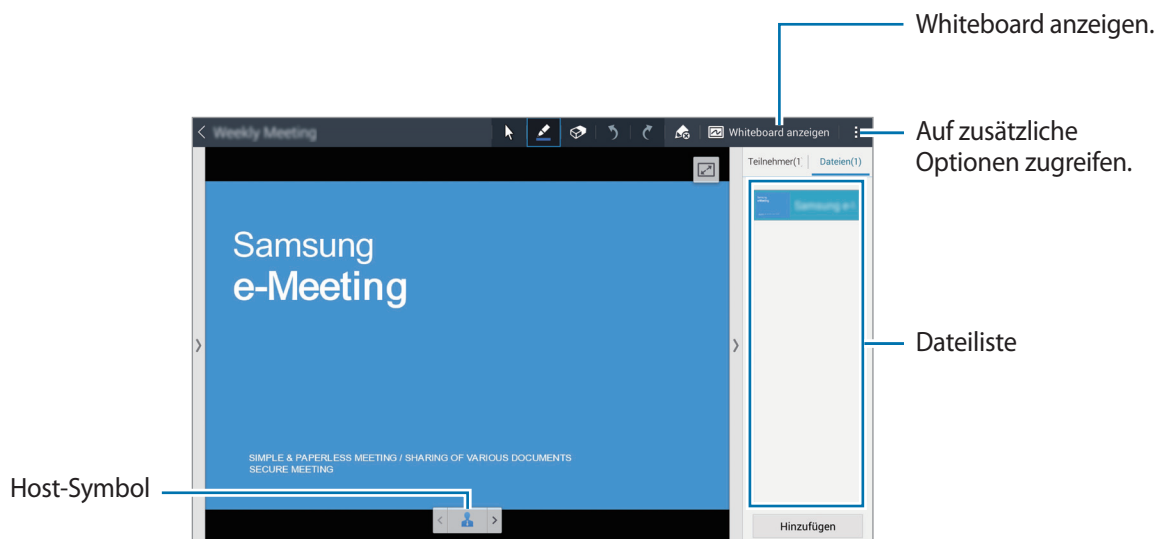 Whiteboard anzeigen.
Weekly Meeting
Whiteboard anzeigen
Auf zusätzliche
Optionen zugreifen.
Teilnehmer(1
Dateien(1)
Samsung e-
Samsung
e-Meeting
Dateiliste
SIMPLE & PAPERLESS MEETING / SHARING OF VARIOUS DOCUMENTS
SECURE MEETING
Host-Symbol
Hinzufügen